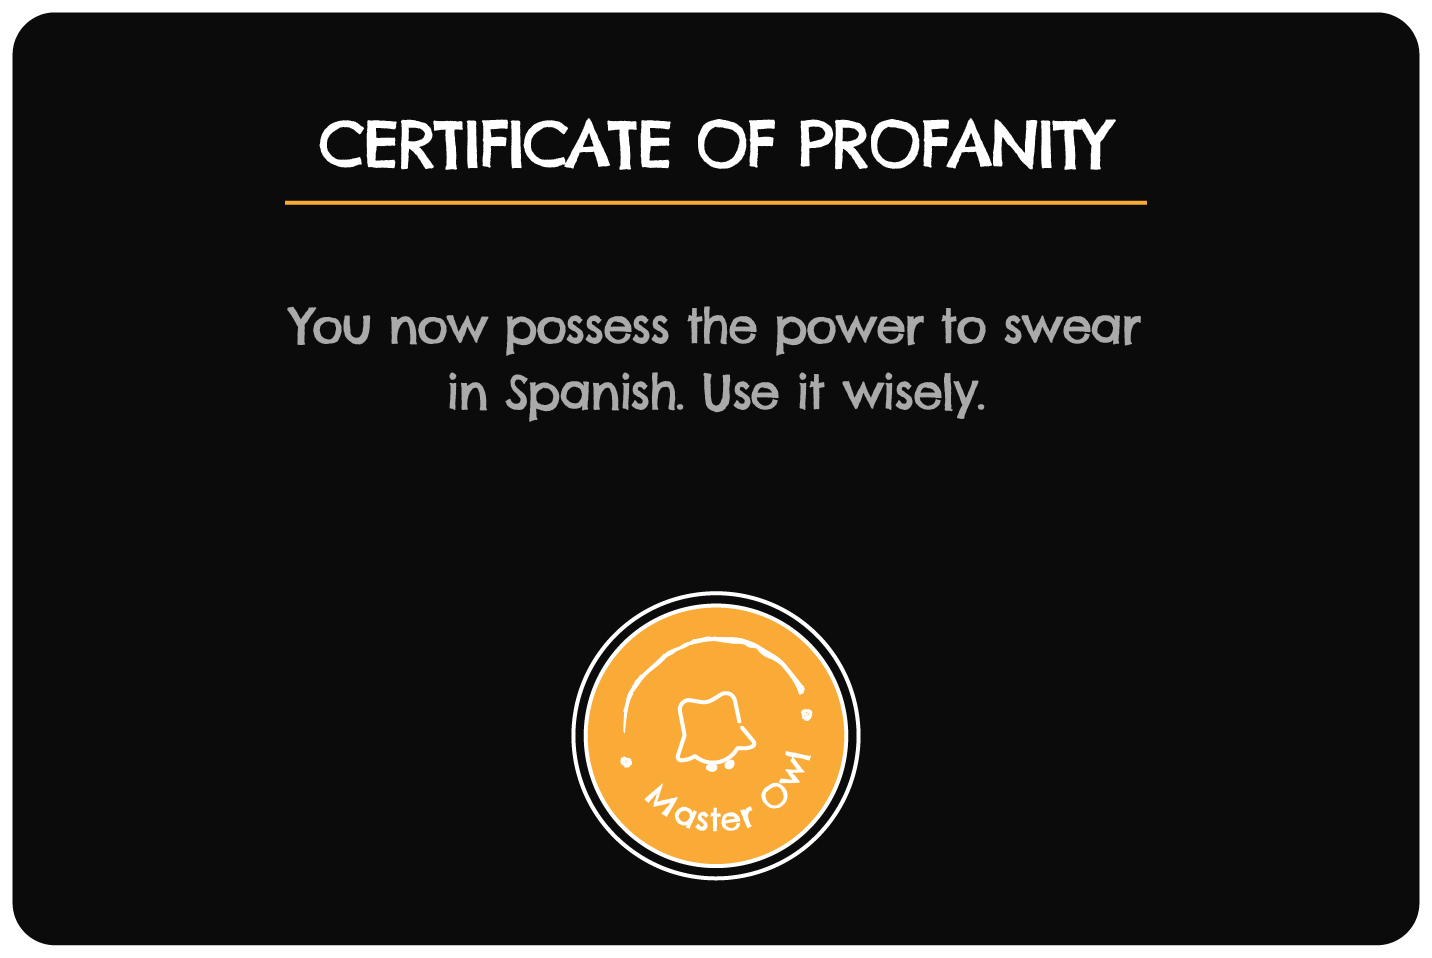 CERTIFICATE OF PROFANITY
You now possess the power to swear
in Spanish. Use it wisely.
Master Owl